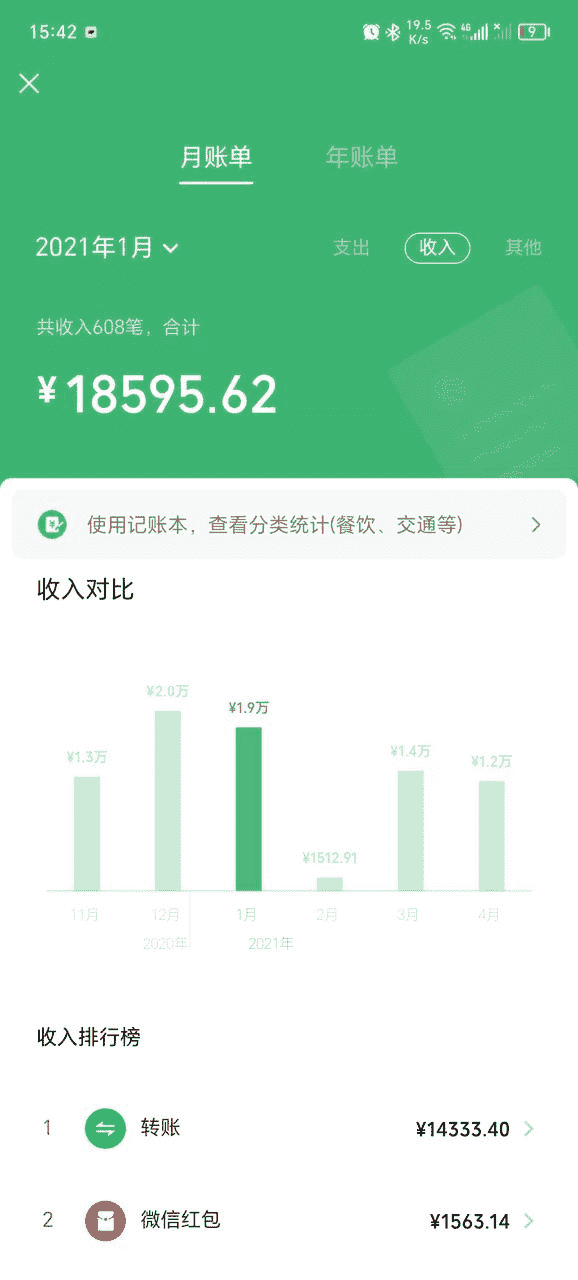 15:42 19.5 K/s 4G 9
月账单 年账单
2021年1月 支出 收入 其他
共收入608笔，合计
¥18595.62
使用记账本，查看分类统计(餐饮、交通等)
收入对比
¥2.0万
¥1.9万
¥1.3万 ¥1.4万 ¥1.2万
¥1512.91
11月 12月 1月 2月 3月 4月
2020年 2021年
收入排行榜
1 转账 ¥14333.40
2 微信红包 ¥1563.14